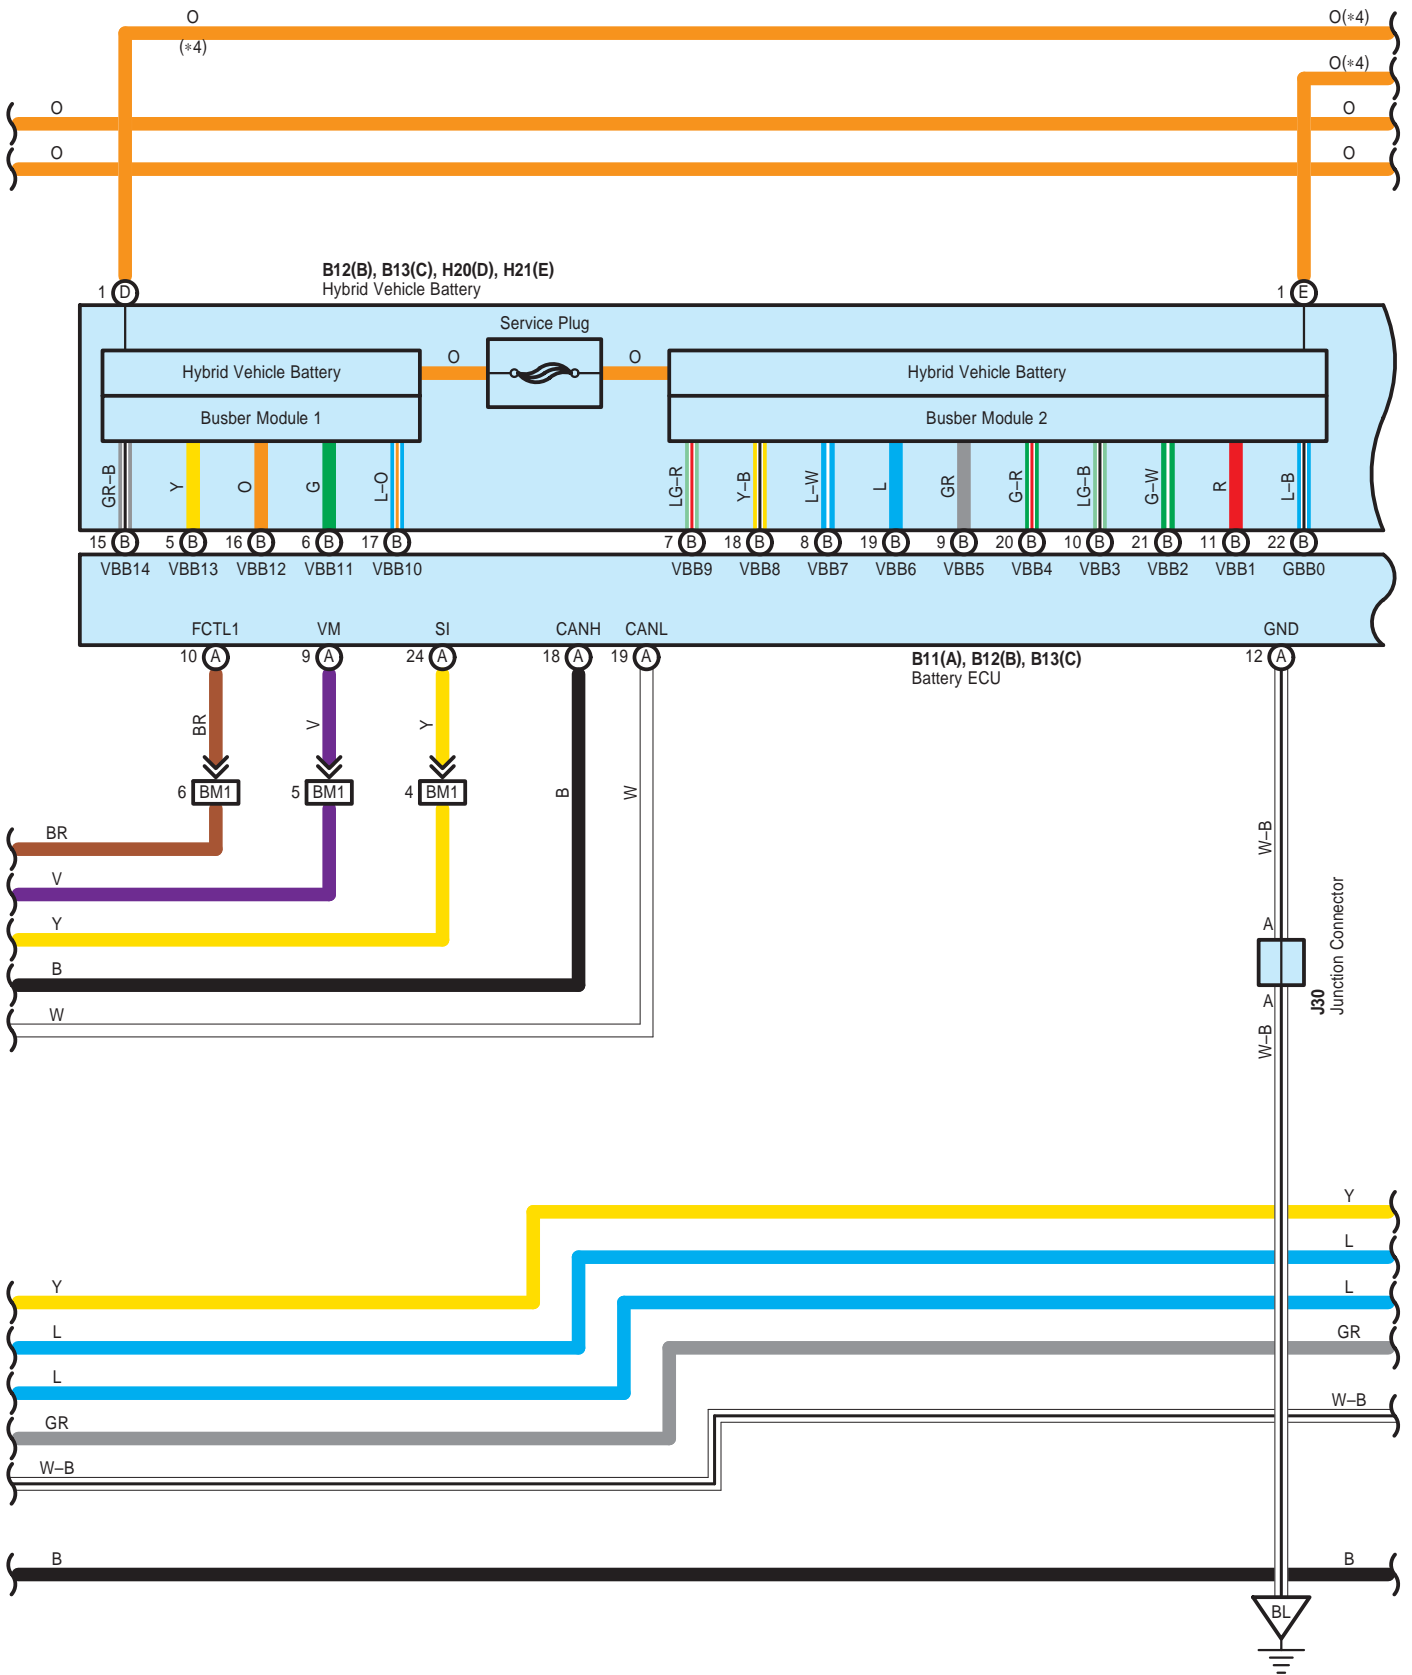 O
(*4)
O(*4)
O(*4)
O
O
O
O
B12(B), B13(C), H20(D), H21(E)
Hybrid Vehicle Battery
1 D
1 E
Service Plug
Hybrid Vehicle Battery
O
O
Hybrid Vehicle Battery
Busber Module 1
Busber Module 2
GR–B
Y
O
G
L–O
LG–R
Y–B
L–W
L
GR
G–R
LG–B
G–W
R
L–B
15 B 5 B 16 B 6 B 17 B 7 B 18 B 8 B 19 B 9 B 20 B 10 B 21 B 11 B 22 B
VBB14 VBB13 VBB12 VBB11 VBB10 VBB9 VBB8 VBB7 VBB6 VBB5 VBB4 VBB3 VBB2 VBB1 GBB0
FCTL1 VM SI CANH CANL GND
10 A 9 A 24 A 18 A 19 A 12 A
B11(A), B12(B), B13(C)
Battery ECU
BR
V
Y
B
W
6 BM1 5 BM1 4 BM1
BR
V
Y
B
W
W–B
A
J30
Junction Connector
A
W–B
Y
L
L
GR
W–B
Y
L
L
GR
W–B
B
B
BL